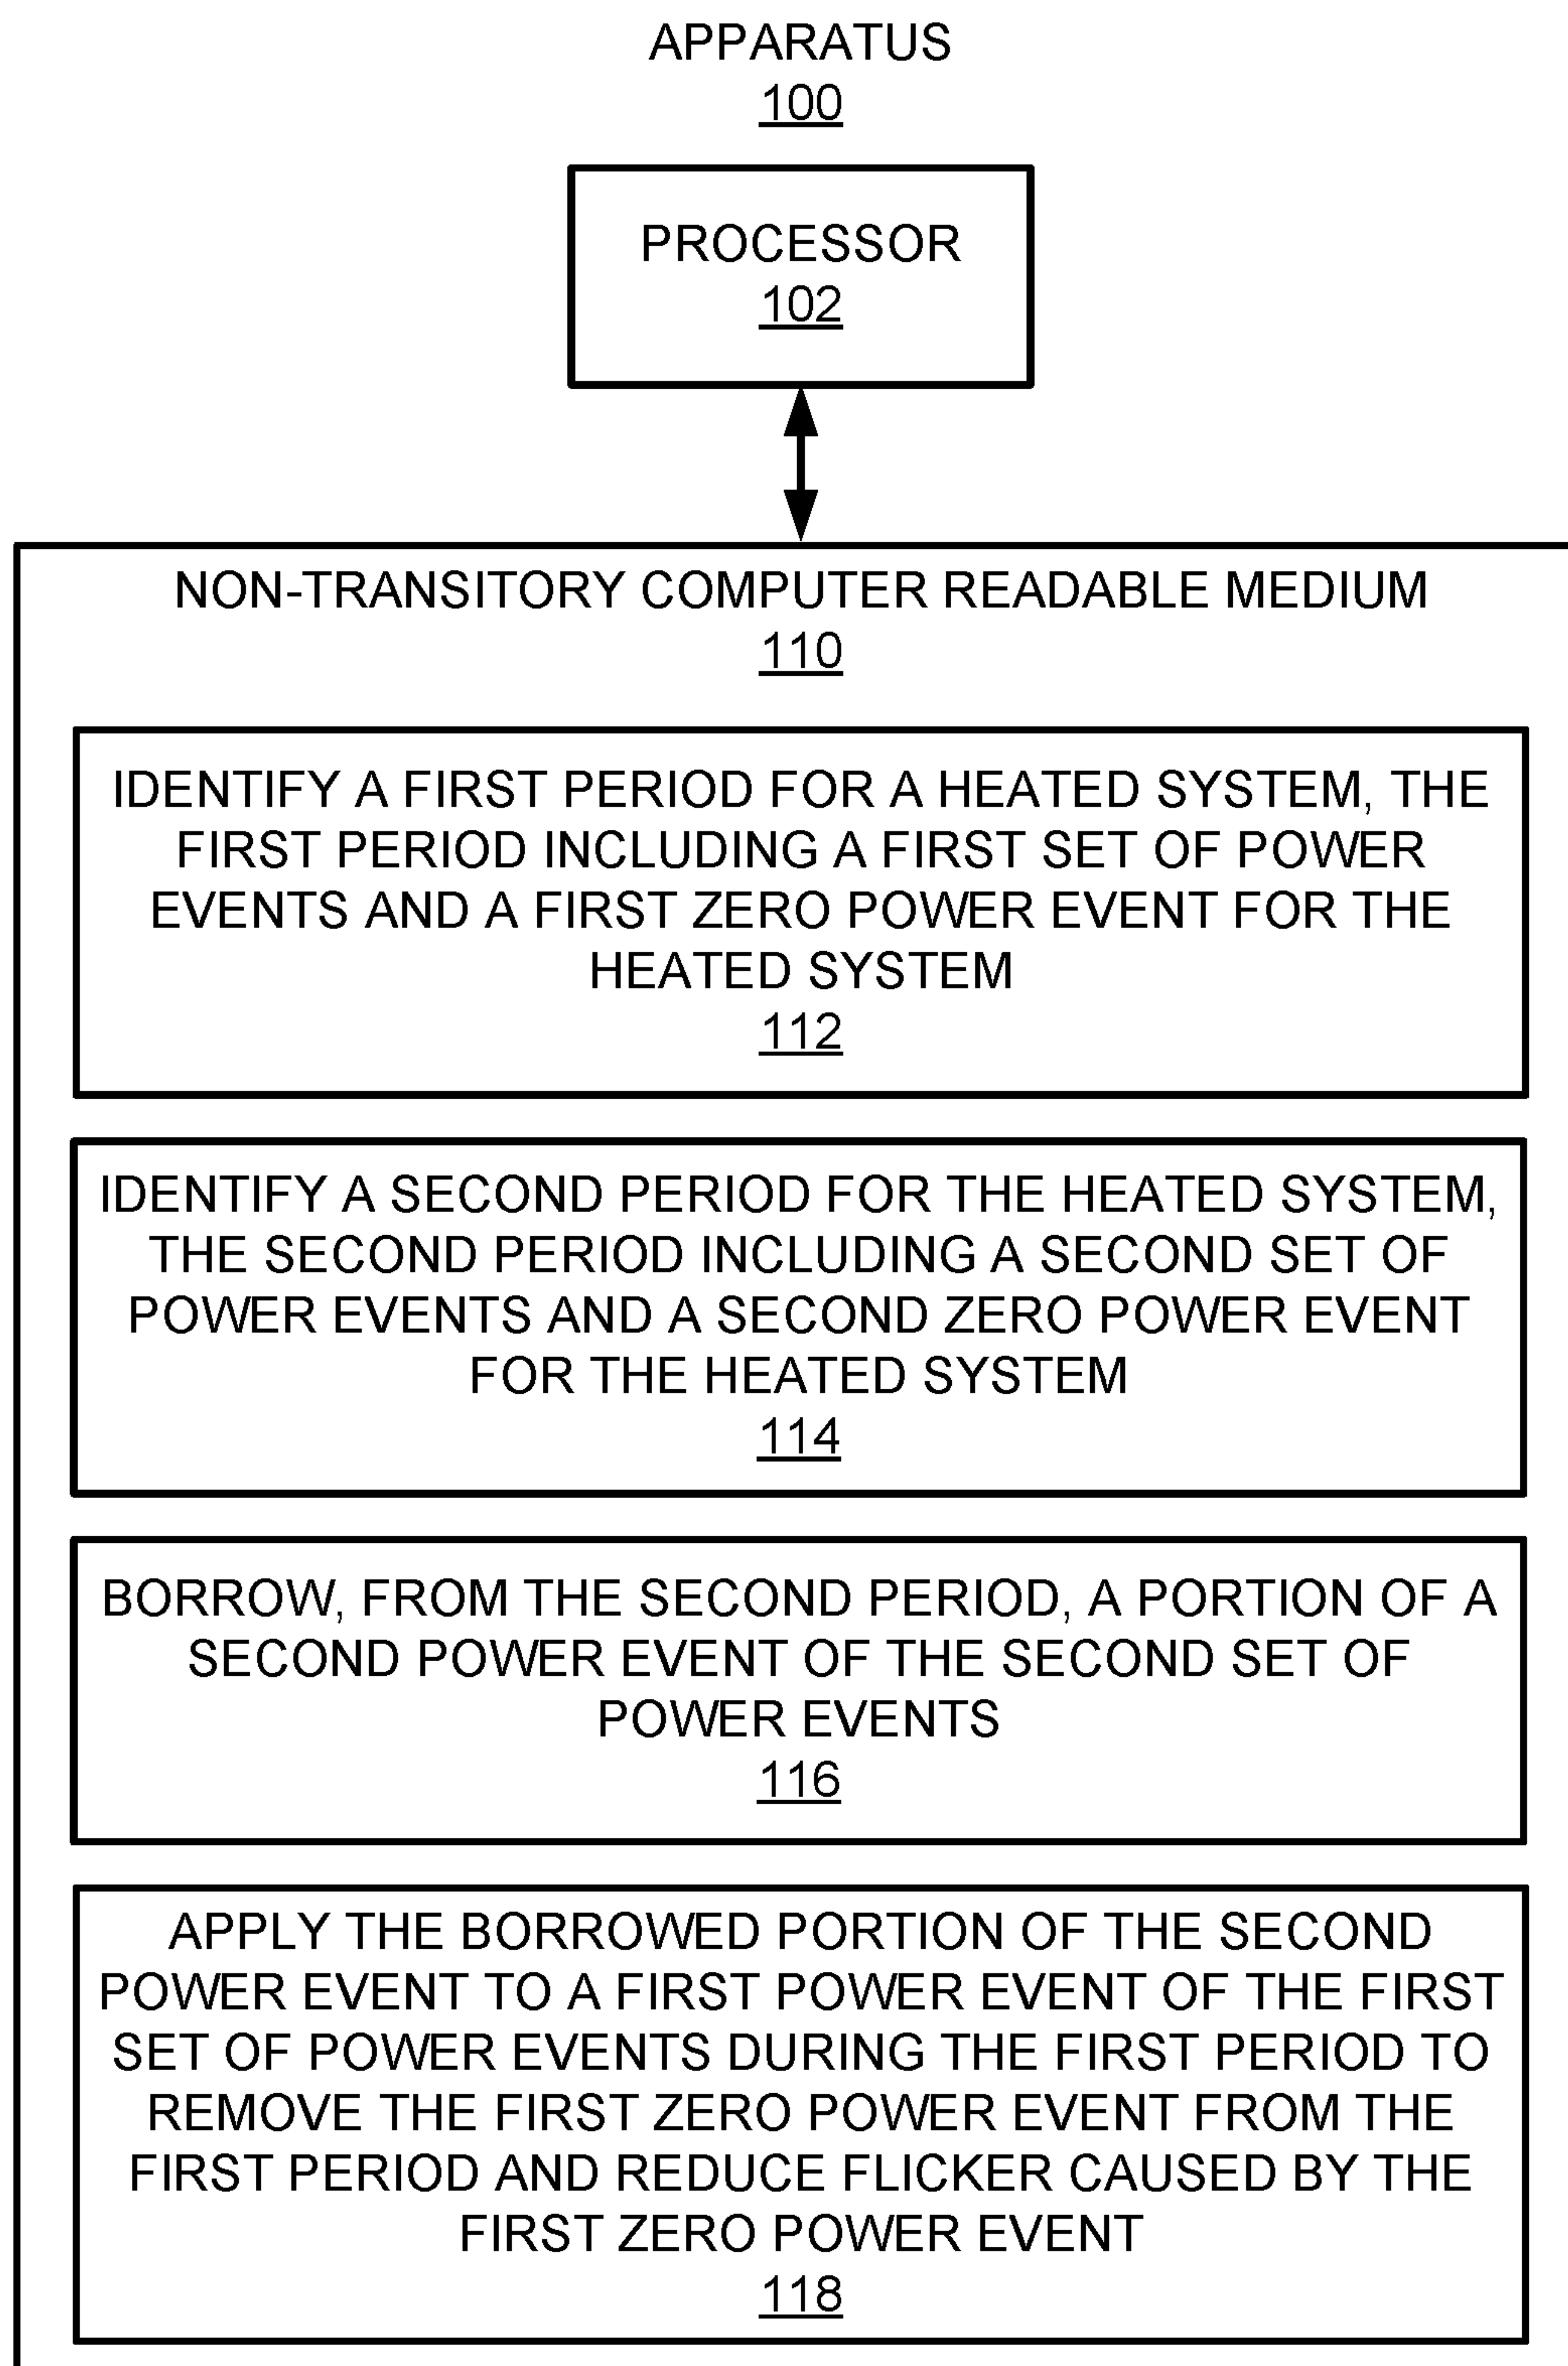 APPARATUS
100
PROCESSOR
102
NON-TRANSITORY COMPUTER READABLE MEDIUM
110
IDENTIFY A FIRST PERIOD FOR A HEATED SYSTEM, THE
FIRST PERIOD INCLUDING A FIRST SET OF POWER
EVENTS AND A FIRST ZERO POWER EVENT FOR THE
HEATED SYSTEM
112
IDENTIFY A SECOND PERIOD FOR THE HEATED SYSTEM,
THE SECOND PERIOD INCLUDING A SECOND SET OF
POWER EVENTS AND A SECOND ZERO POWER EVENT
FOR THE HEATED SYSTEM
114
BORROW, FROM THE SECOND PERIOD, A PORTION OF A
SECOND POWER EVENT OF THE SECOND SET OF
POWER EVENTS
116
APPLY THE BORROWED PORTION OF THE SECOND
POWER EVENT TO A FIRST POWER EVENT OF THE FIRST
SET OF POWER EVENTS DURING THE FIRST PERIOD TO
REMOVE THE FIRST ZERO POWER EVENT FROM THE
FIRST PERIOD AND REDUCE FLICKER CAUSED BY THE
FIRST ZERO POWER EVENT
118